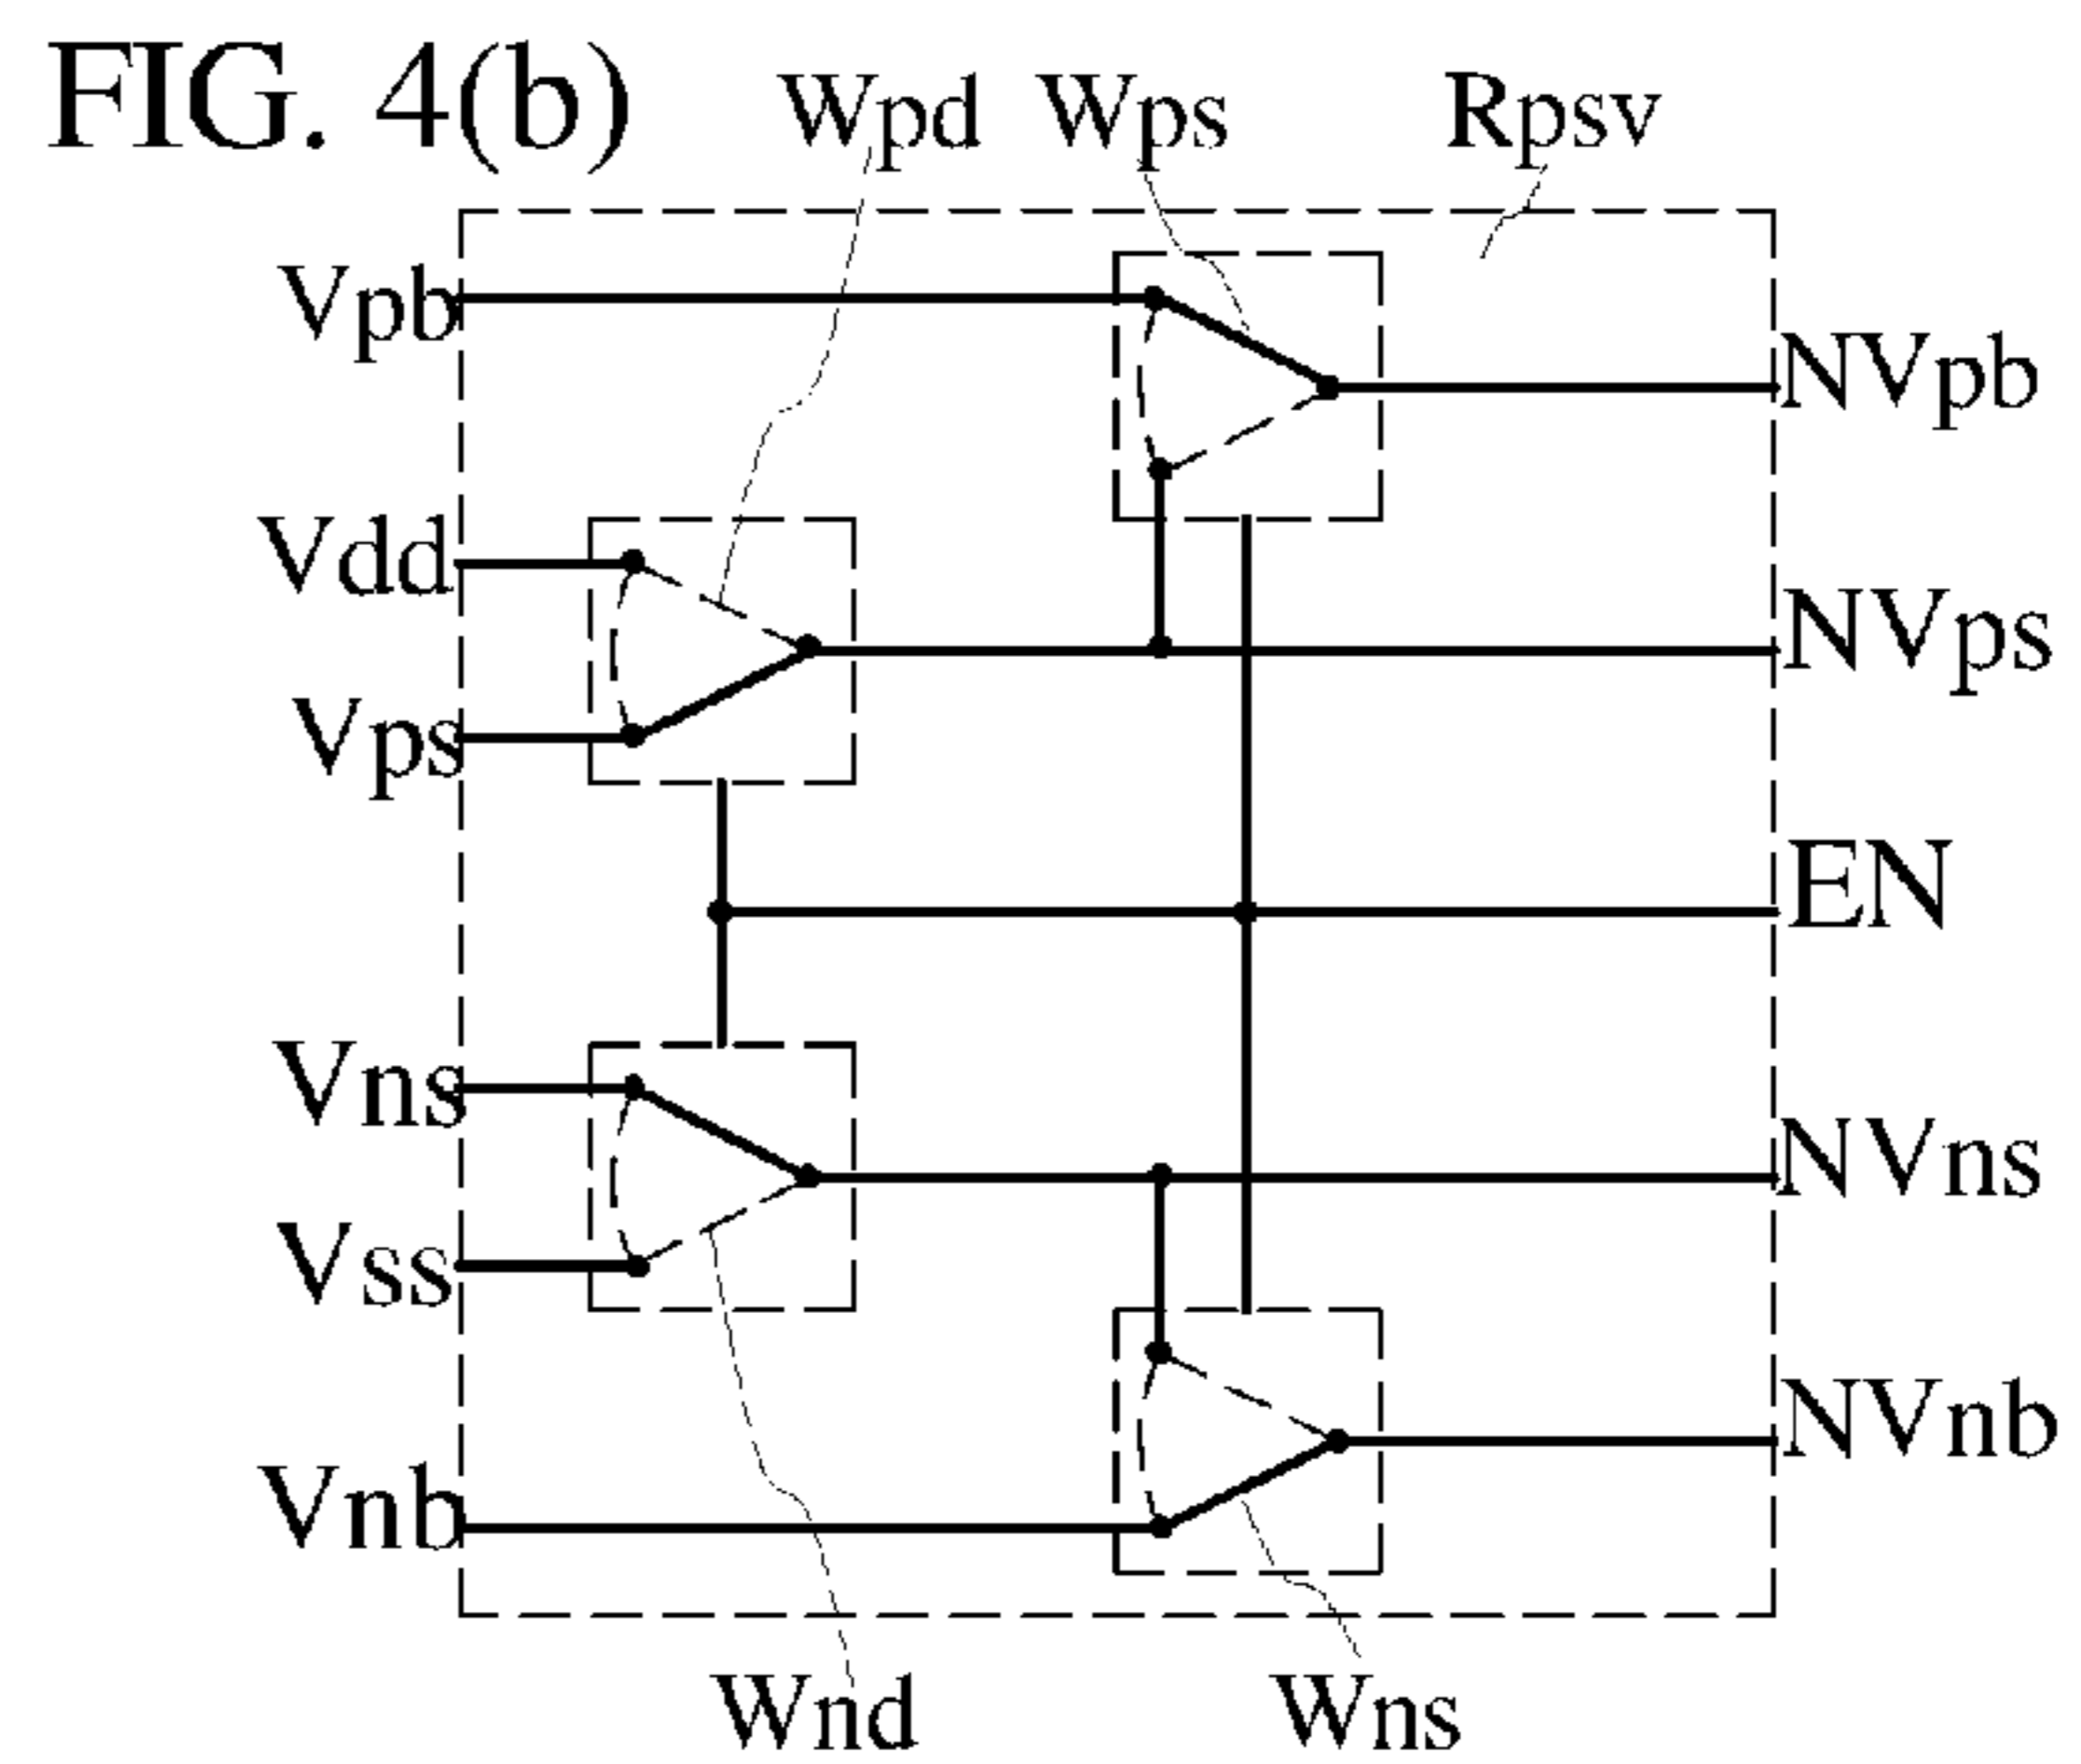 FIG. 4(b)
Wpd Wps Rpsv
Vpb
NVpb
Vdd
NVps
Vps
EN
Vns
NVns
Vss
NVnb
Vnb
Wnd Wns